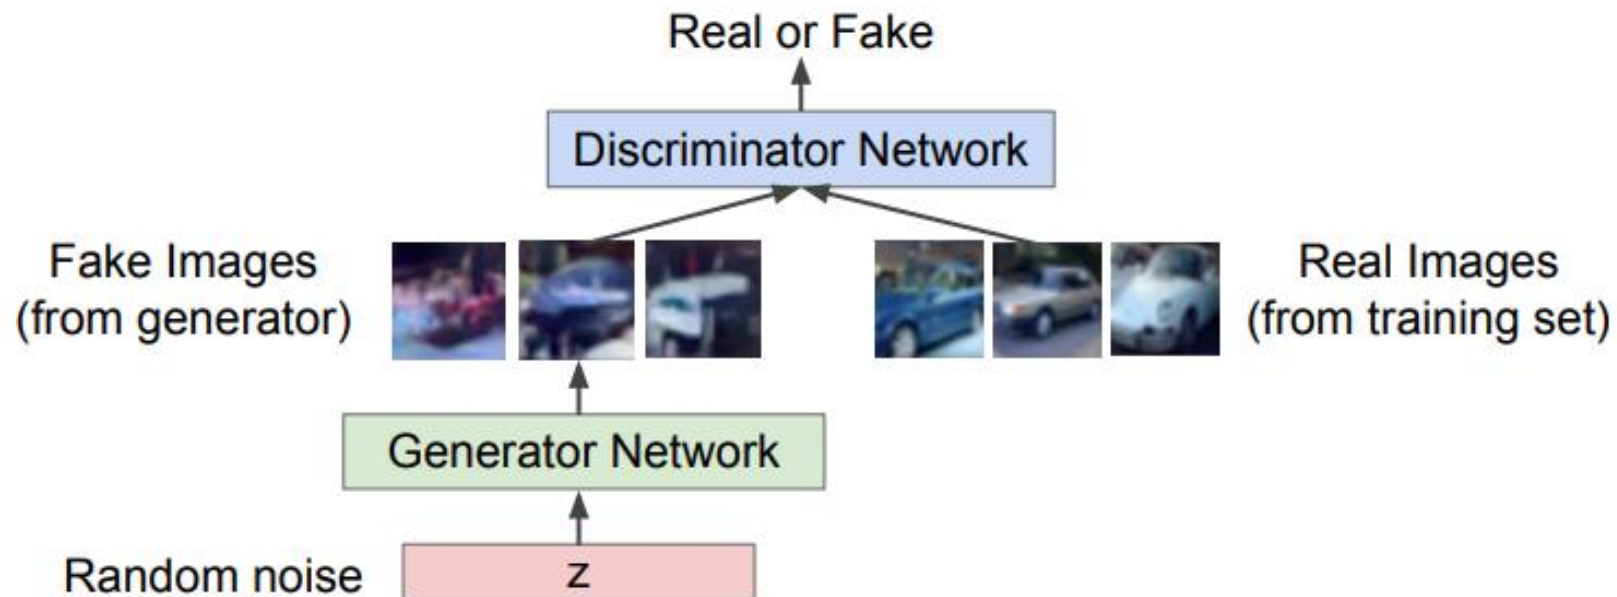 Real or Fake
Discriminator Network
Fake Images
(from generator)
Real Images
(from training set)
Generator Network
Random noise
z